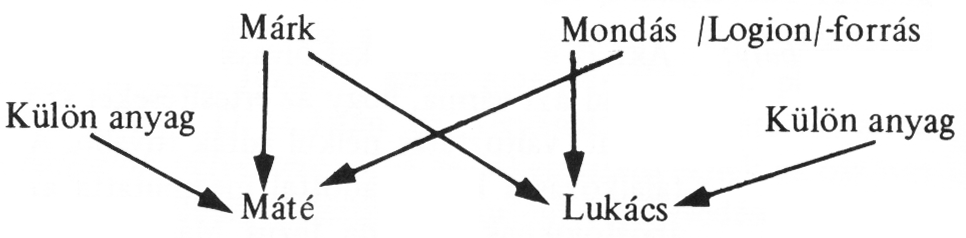 Márk Mondás /Logion/-forrás
Külön anyag Külön anyag
Máté Lukács